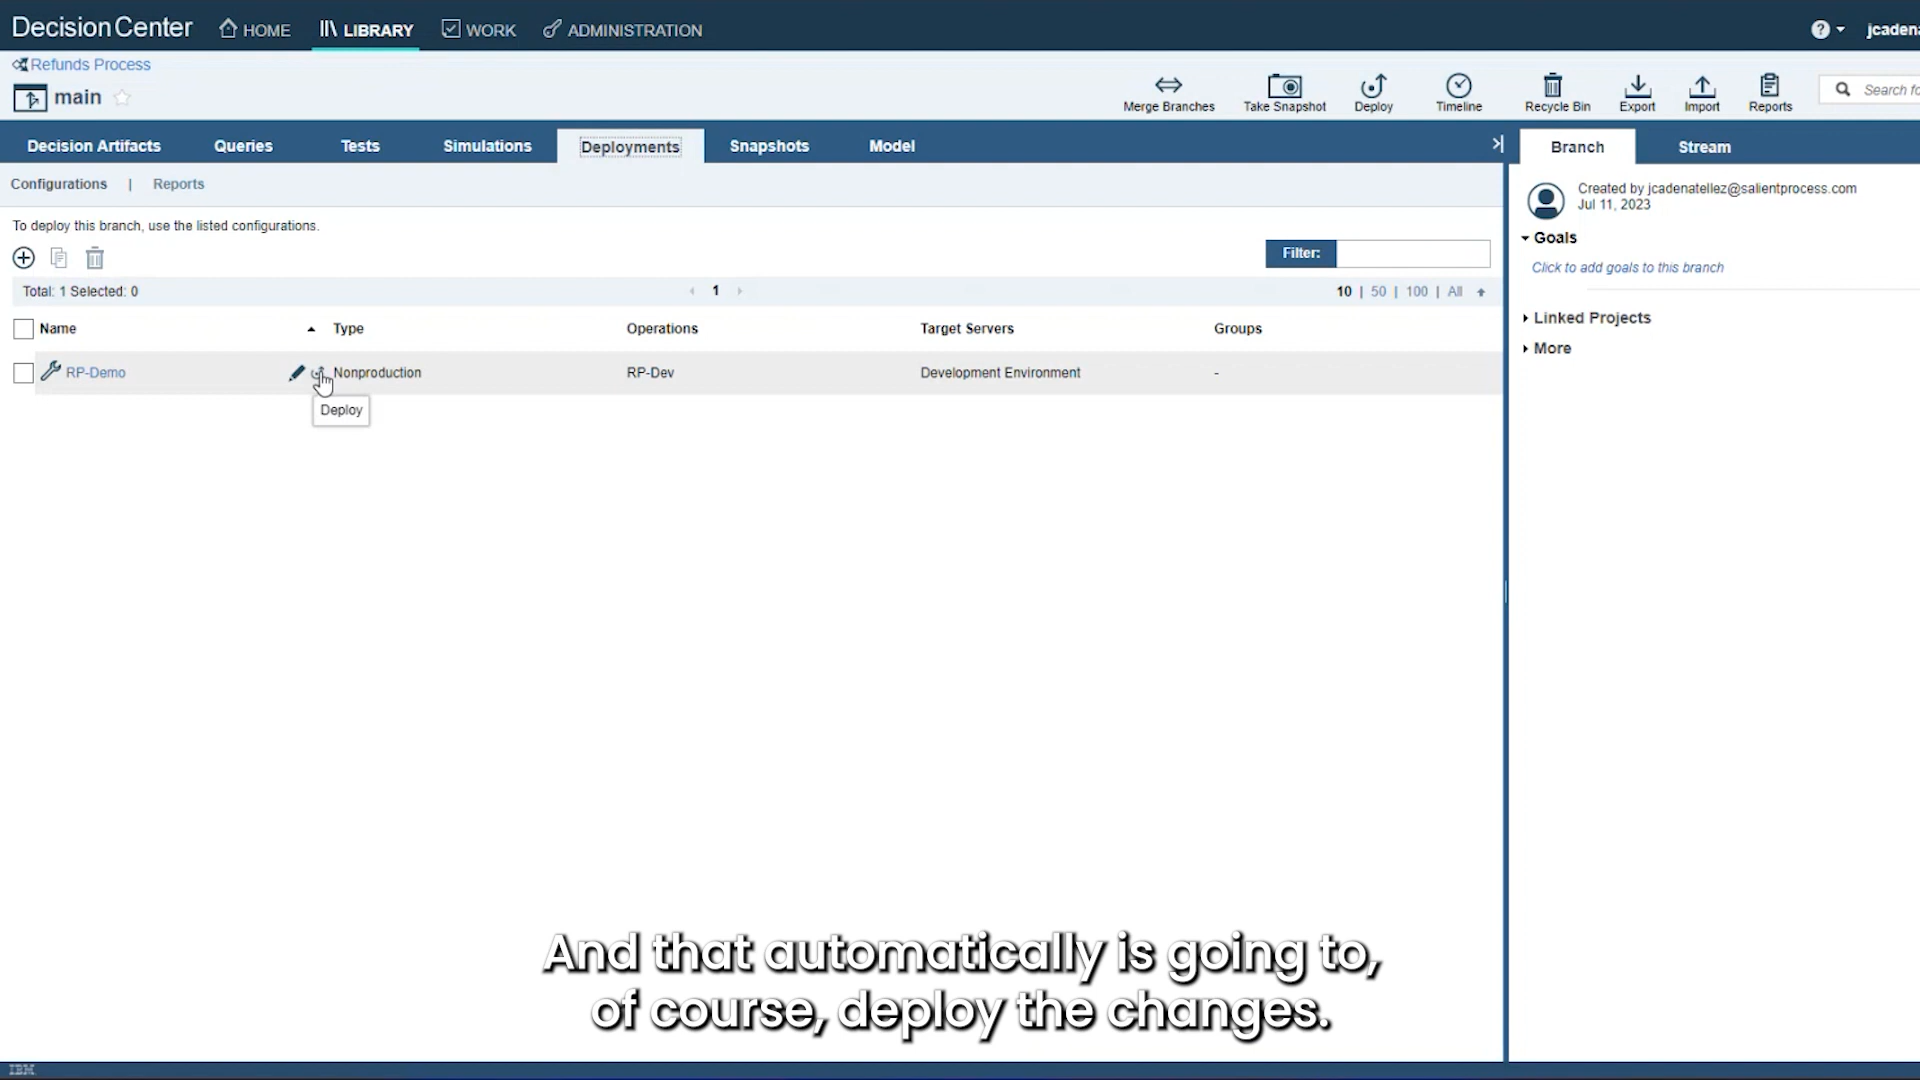 Decision Center HOME LIBRARY WORK ADMINISTRATION ? jcadena
Refunds Process
main
Merge Branches Take Snapshot Deploy Timeline Recycle Bin Export Import Reports Search fo
Decision Artifacts Queries Tests Simulations Deployments Snapshots Model Branch Stream
Configurations | Reports
Created by jcadenatellez@salientprocess.com
Jul 11, 2023
To deploy this branch, use the listed configurations.
Goals
Filter:
Click to add goals to this branch
Total: 1 Selected: 0 1 10 | 50 | 100 | All
Linked Projects
Name Type Operations Target Servers Groups
More
RP-Demo Nonproduction RP-Dev Development Environment -
Deploy
And that automatically is going to,
of course, deploy the changes.
IBM